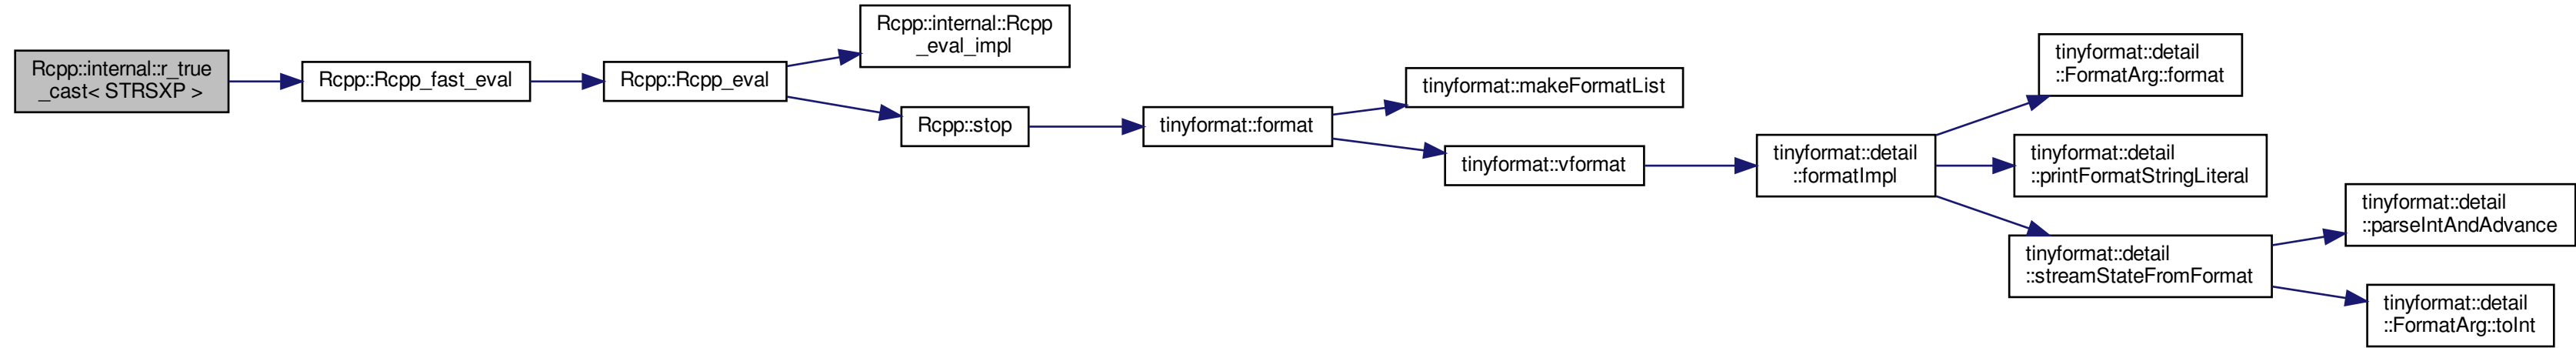 Rcpp::internal::r_true
_cast< STRSXP >
Rcpp::Rcpp_fast_eval
Rcpp::Rcpp_eval
Rcpp::internal::Rcpp
_eval_impl
Rcpp::stop
tinyformat::format
tinyformat::makeFormatList
tinyformat::vformat
tinyformat::detail
::formatImpl
tinyformat::detail
::FormatArg::format
tinyformat::detail
::printFormatStringLiteral
tinyformat::detail
::streamStateFromFormat
tinyformat::detail
::parseIntAndAdvance
tinyformat::detail
::FormatArg::toInt